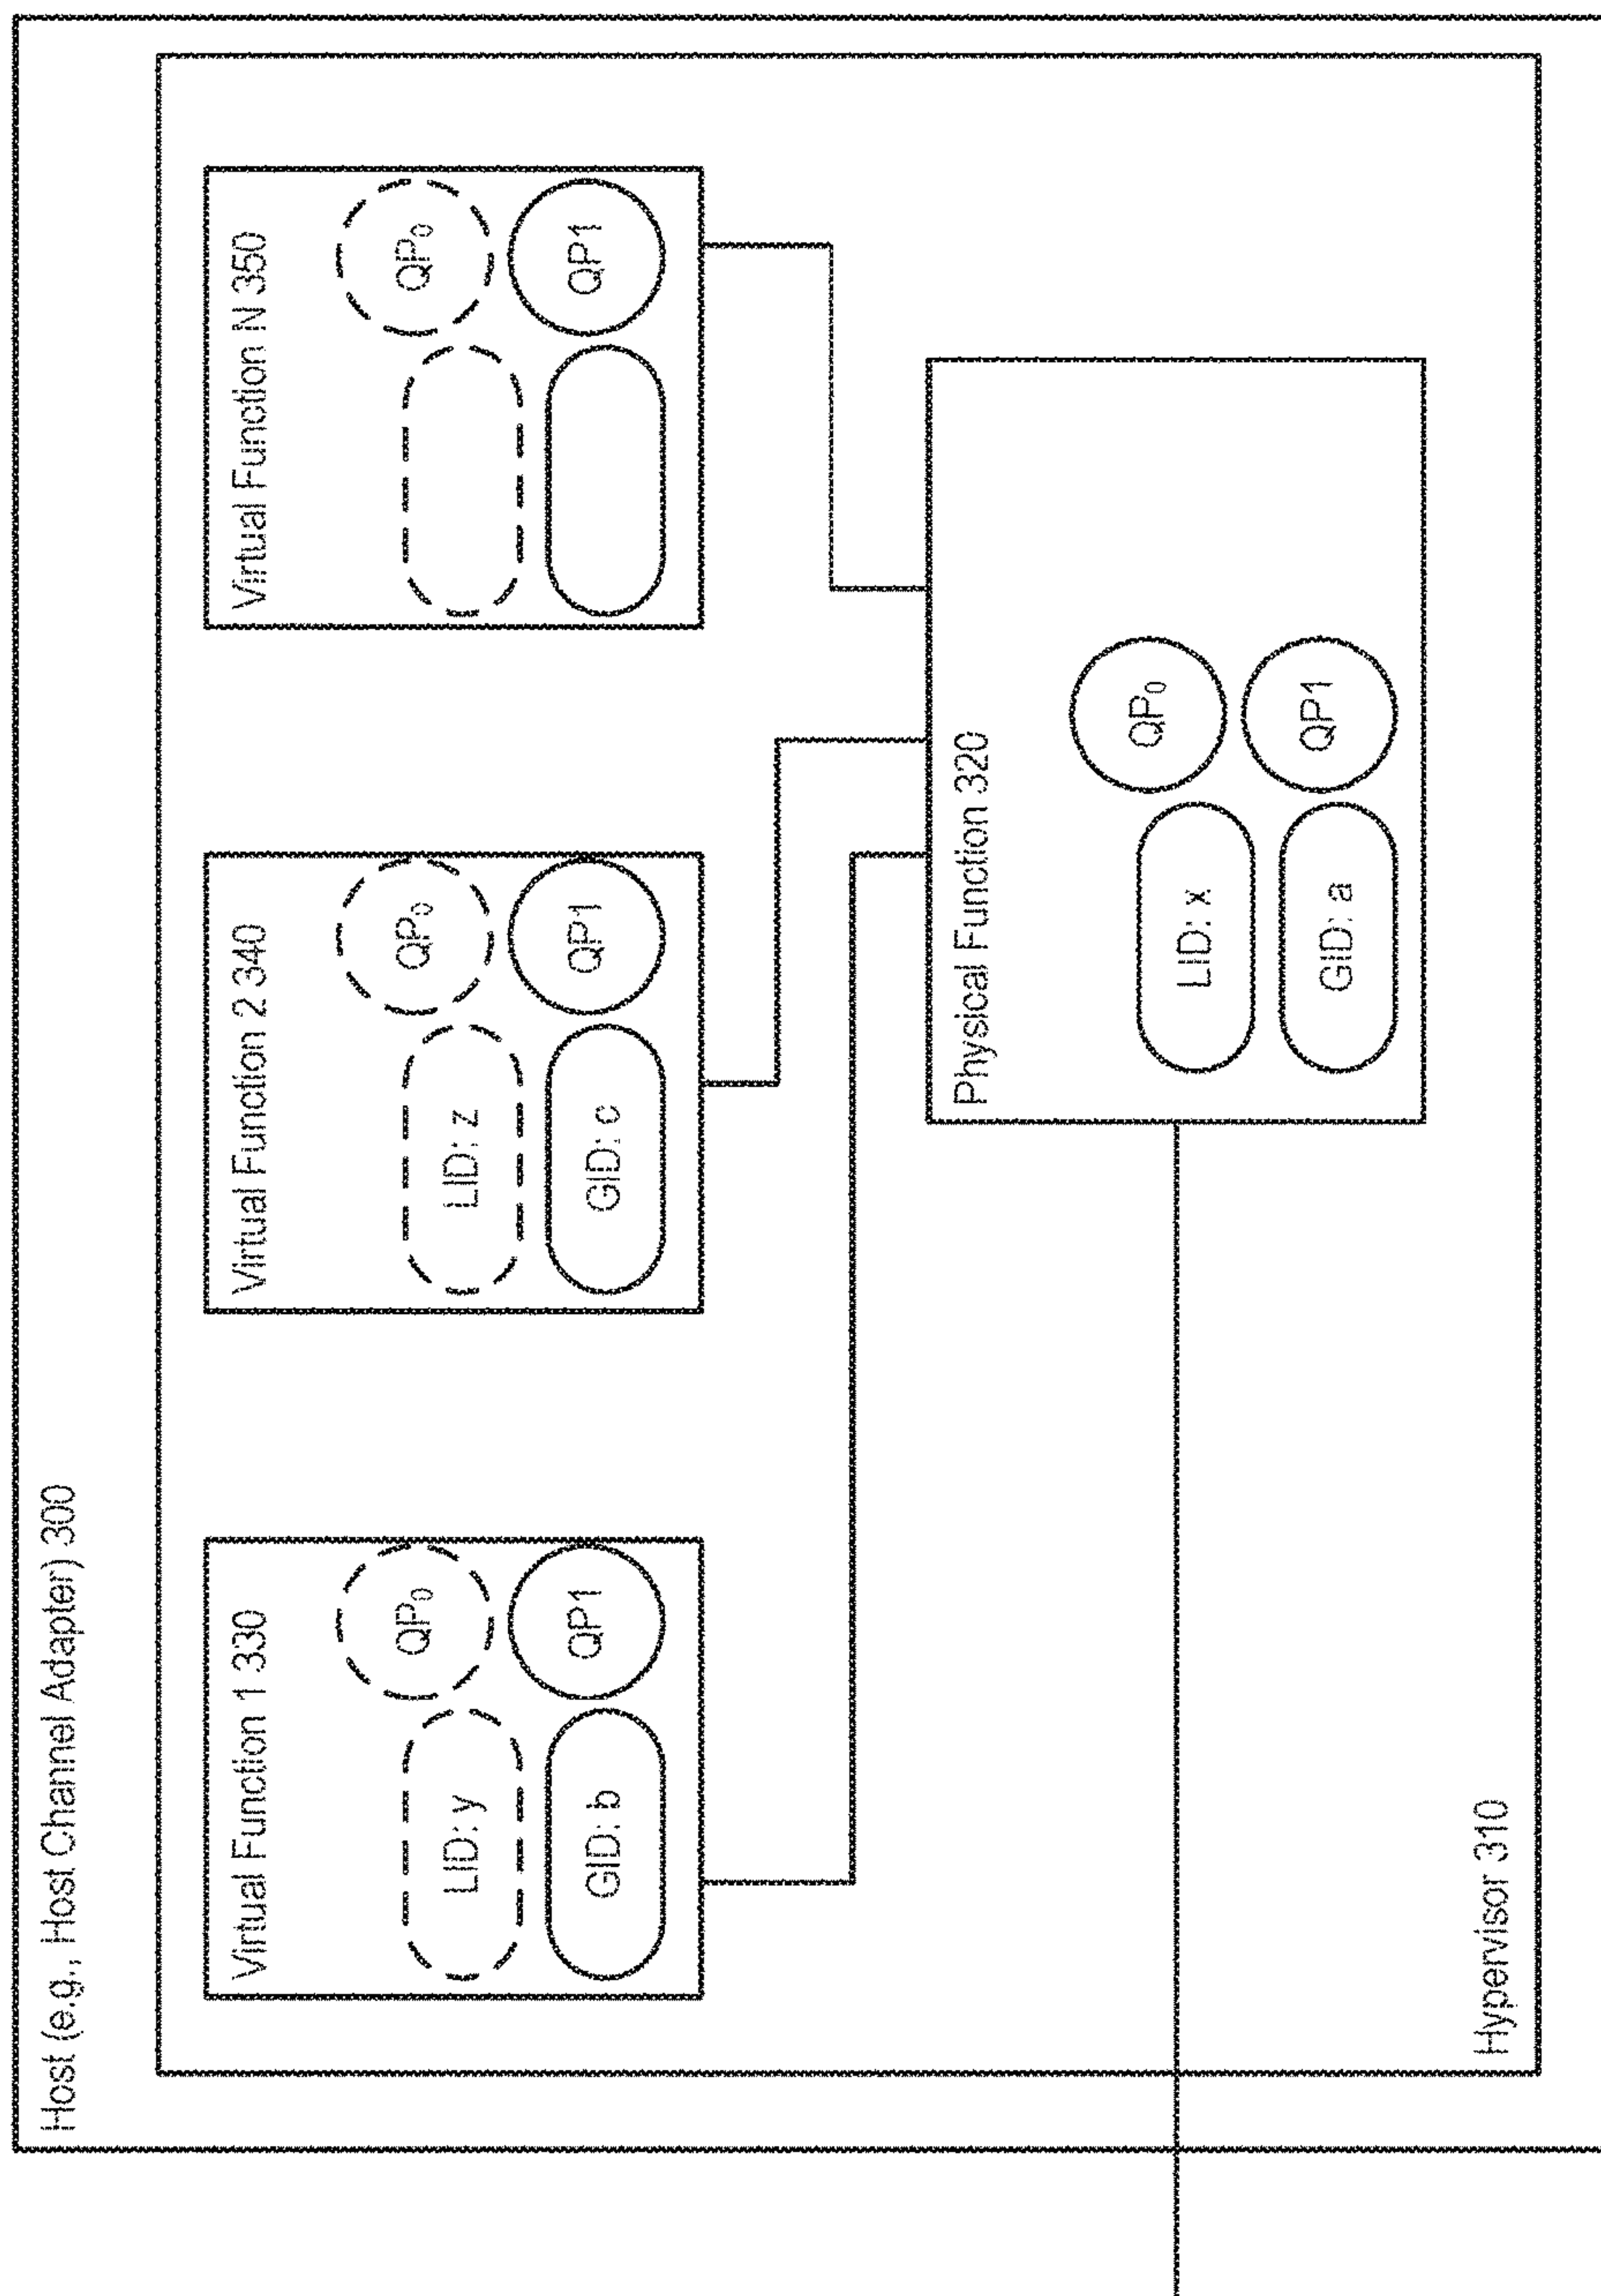 Host (e.g., Host Channel Adapter) 300
Virtual Function 1 330
QP0
LID: y
QP1
GID: b
Virtual Function 2 340
QP0
LID: z
QP1
GID: c
Virtual Function N 350
QP0
QP1
Physical Function 320
QP0
LID: x
QP1
GID: a
Hypervisor 310